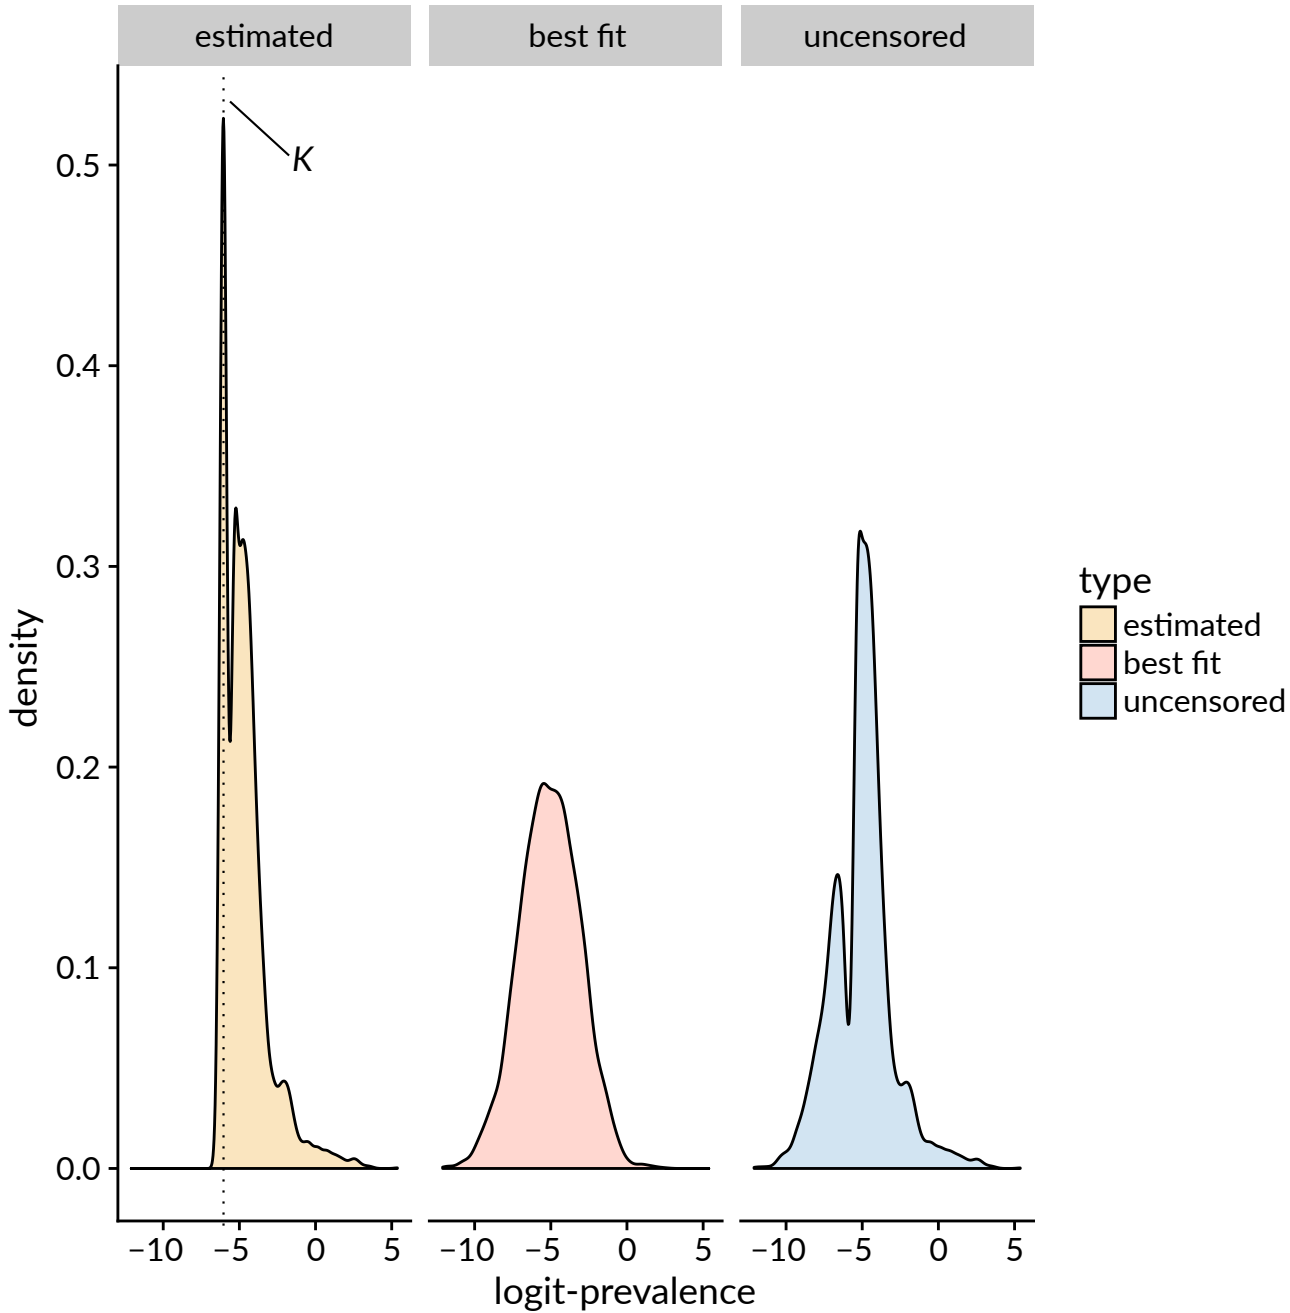 estimated best fit uncensored
K
0.5
0.4
0.3
0.2
0.1
0.0
density
−10 −5 0 5 −10 −5 0 5 −10 −5 0 5
logit-prevalence
type
estimated
best fit
uncensored